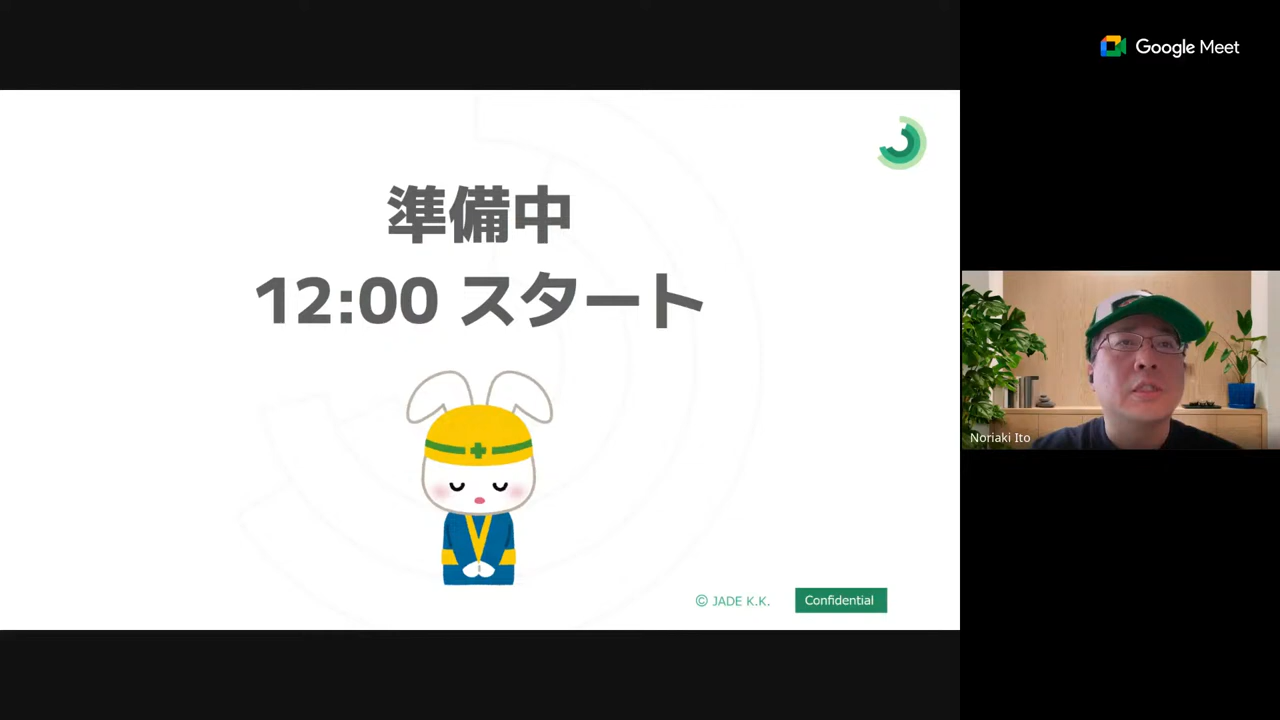 Google Meet
準備中
12:00 スタート
© JADE K.K.
Confidential
Noriaki Ito